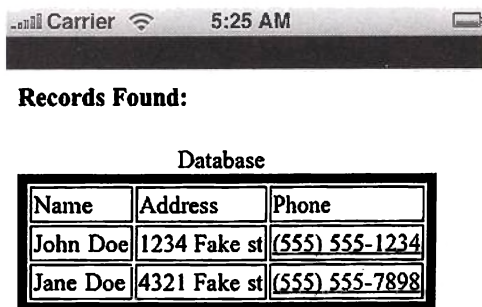 Carrier 5:25 AM
Records Found:
Database
Name Address Phone
John Doe 1234 Fake st (555) 555-1234
Jane Doe 4321 Fake st (555) 555-7898